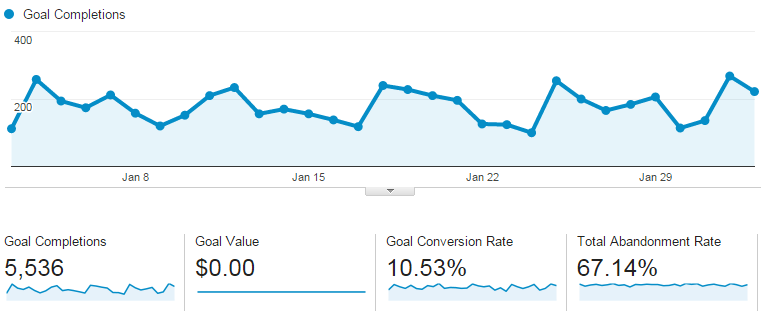 Goal Completions
400
200
Jan 8 Jan 15 Jan 22 Jan 29
Goal Completions Goal Value Goal Conversion Rate Total Abandonment Rate
5,536 $0.00 10.53% 67.14%